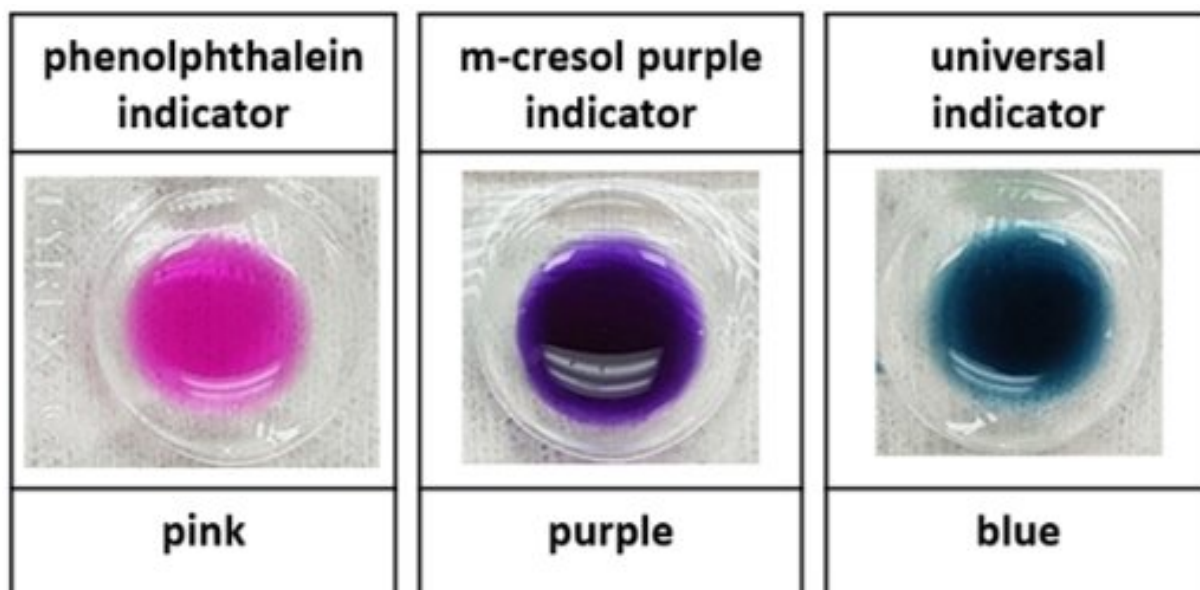 phenolphthalein
indicator
m-cresol purple
indicator
universal
indicator
pink
purple
blue